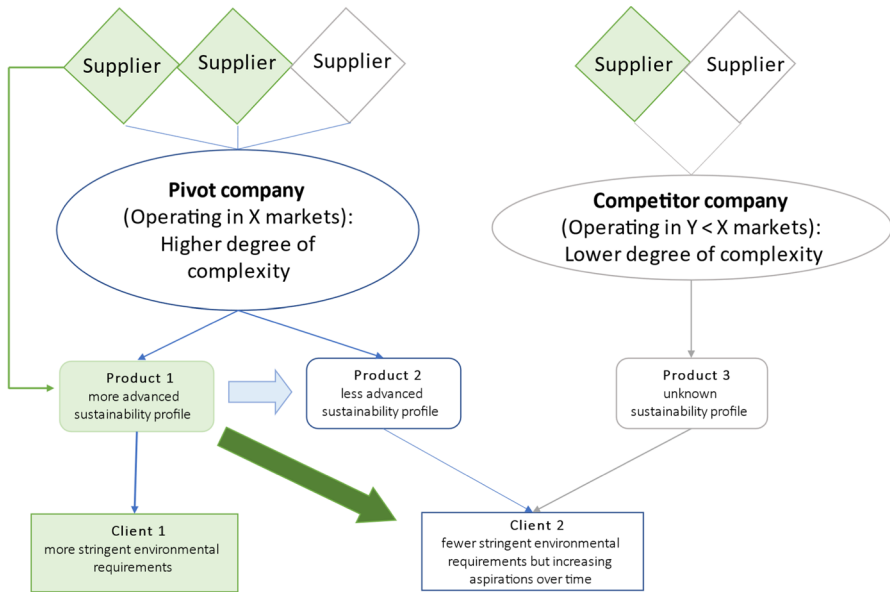 Supplier
Supplier
Supplier
Supplier
Supplier
Pivot company
(Operating in X markets):
Higher degree of
complexity
Competitor company
(Operating in Y < X markets):
Lower degree of complexity
Product 1
more advanced
sustainability profile
Product 2
less advanced
sustainability profile
Product 3
unknown
sustainability profile
Client 1
more stringent environmental
requirements
Client 2
fewer stringent environmental
requirements but increasing
aspirations over time